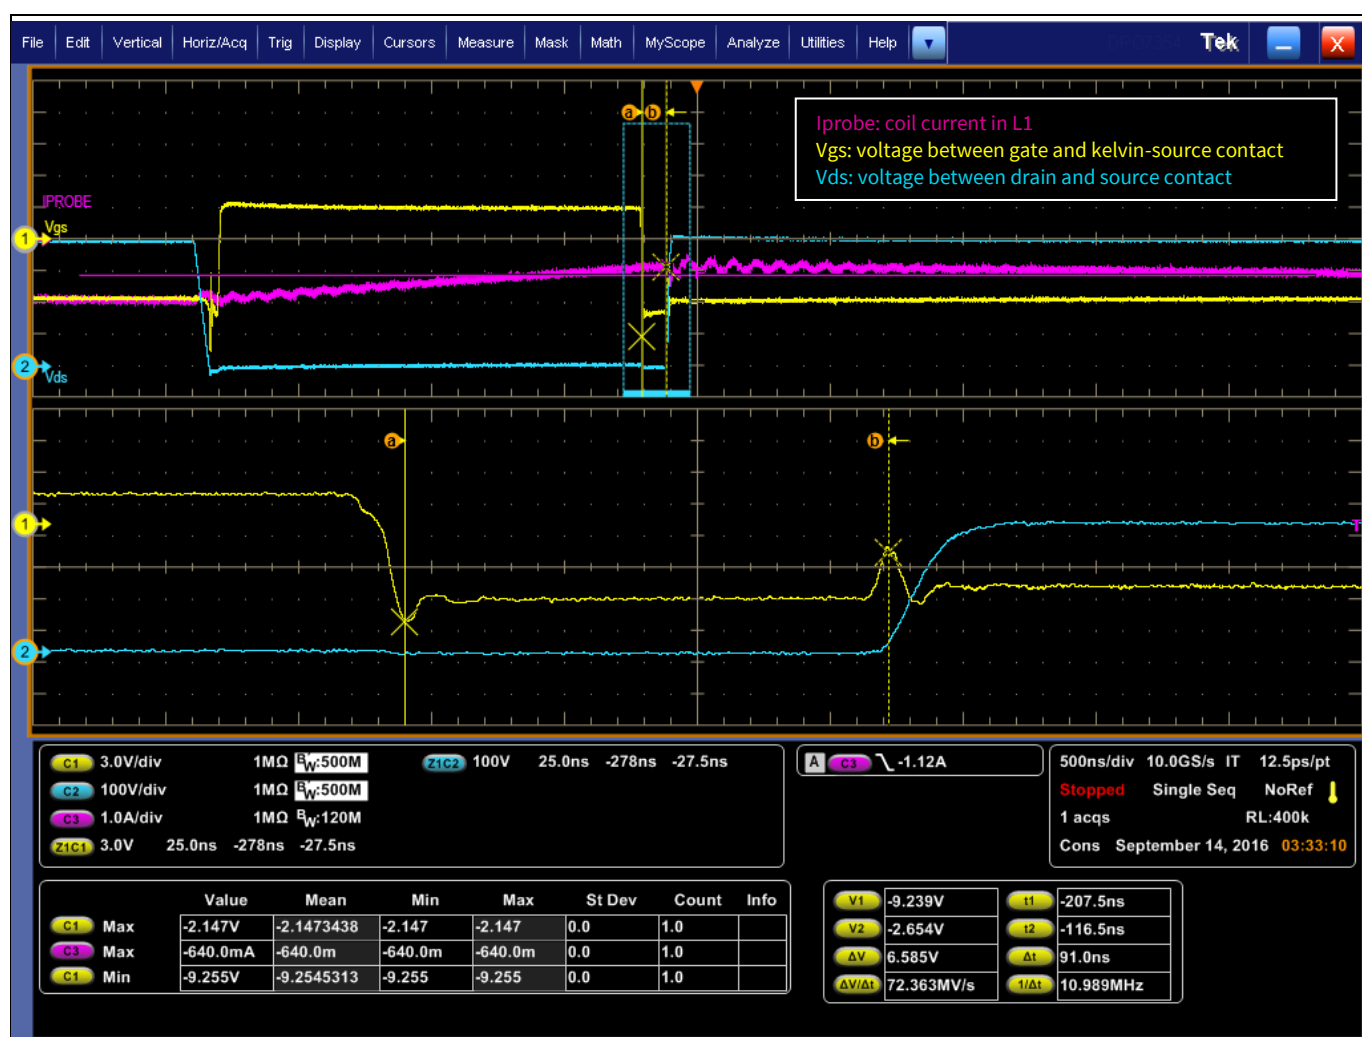 File Edit Vertical Horiz/Acq Trig Display Cursors Measure Mask Math MyScope Analyze Utilities Help Tek X
a b
Iprobe: coil current in L1
Vgs: voltage between gate and kelvin-source contact
Vds: voltage between drain and source contact
IPROBE
Vgs
1
2
Vds
a b
1
T
2
C1 3.0V/div 1MΩ BW:500M Z1C2 100V 25.0ns -278ns -27.5ns
C2 100V/div 1MΩ BW:500M
C3 1.0A/div 1MΩ BW:120M
Z1C1 3.0V 25.0ns -278ns -27.5ns
A C3 -1.12A
500ns/div 10.0GS/s IT 12.5ps/pt
Stopped Single Seq NoRef
1 acqs RL:400k
Cons September 14, 2016 03:33:10
Value Mean Min Max St Dev Count Info
C1 Max -2.147V -2.1473438 -2.147 -2.147 0.0 1.0
C3 Max -640.0mA -640.0m -640.0m -640.0m 0.0 1.0
C1 Min -9.255V -9.2545313 -9.255 -9.255 0.0 1.0
V1 -9.239V t1 -207.5ns
V2 -2.654V t2 -116.5ns
ΔV 6.585V Δt 91.0ns
ΔV/Δt 72.363MV/s 1/Δt 10.989MHz